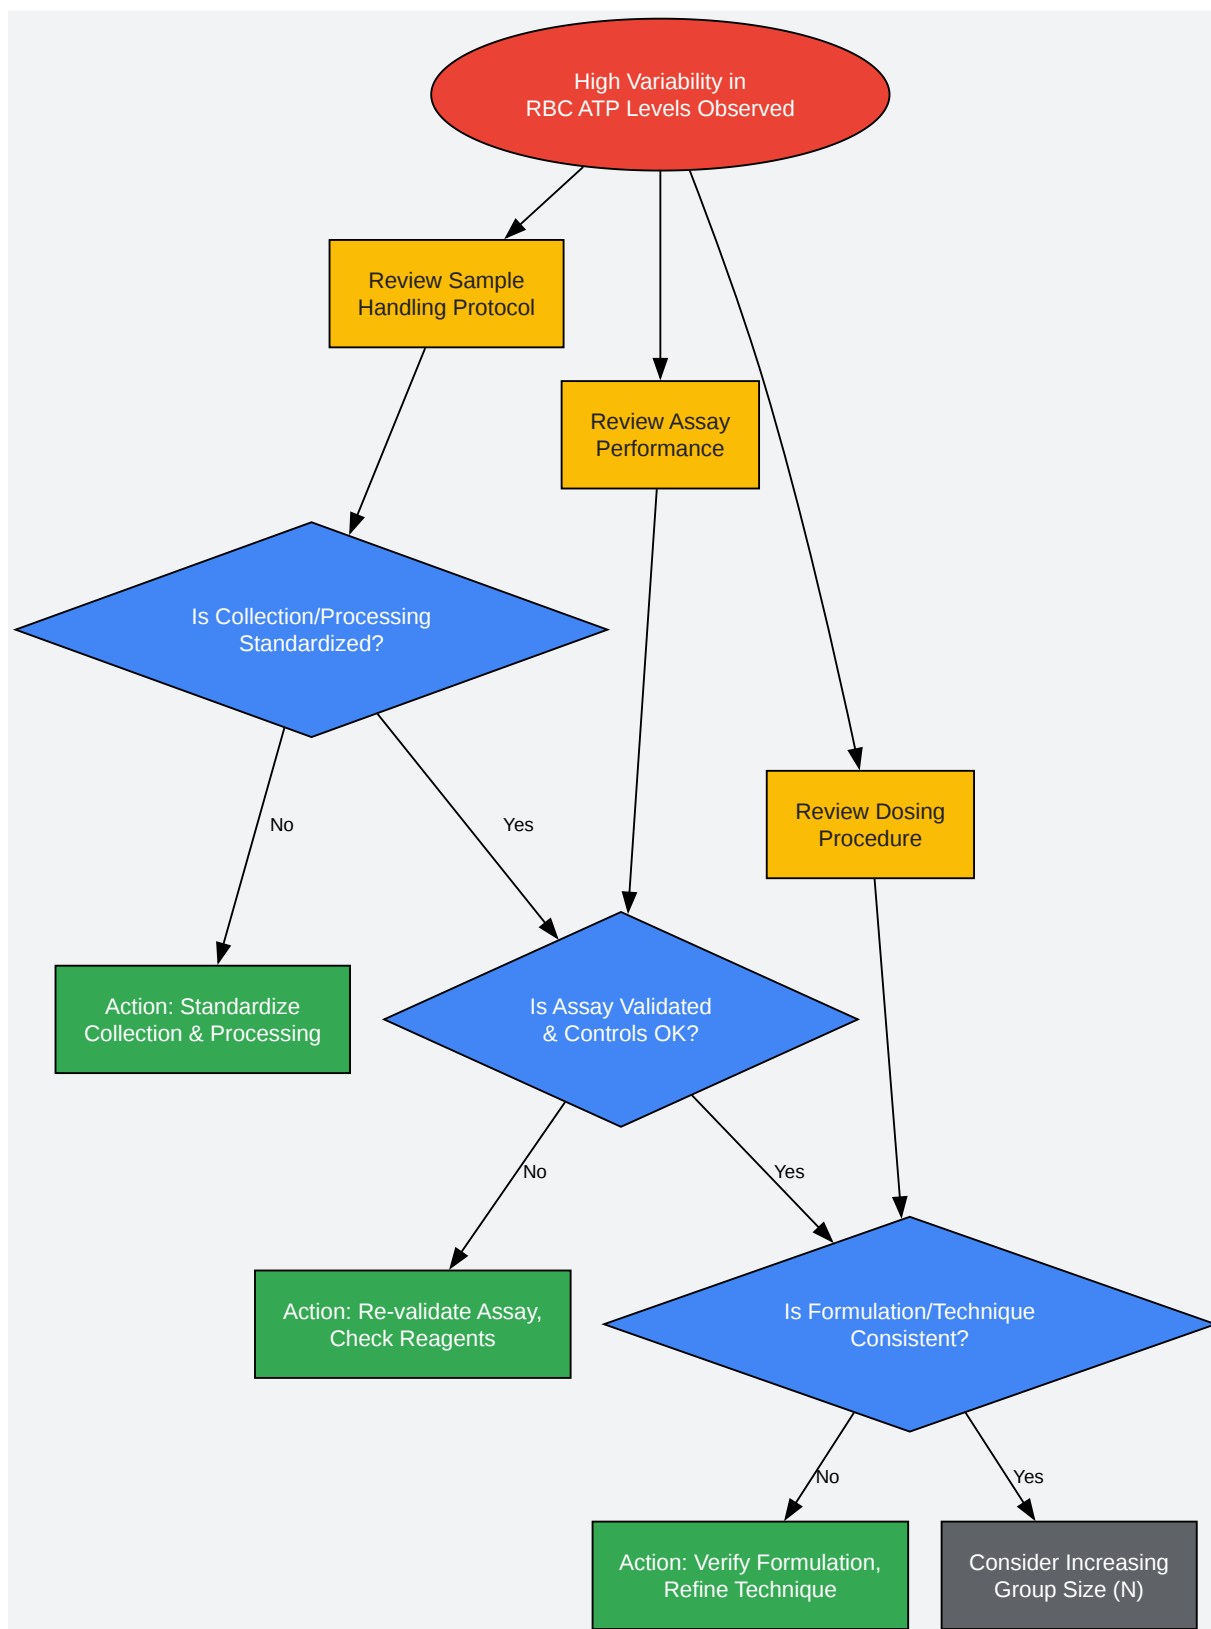 High Variability in
RBC ATP Levels Observed
Review Sample
Handling Protocol
Review Assay
Performance
Is Collection/Processing
Standardized?
Review Dosing
Procedure
No
Yes
Action: Standardize
Collection & Processing
Is Assay Validated
& Controls OK?
No
Yes
Action: Re-validate Assay,
Check Reagents
Is Formulation/Technique
Consistent?
No
Yes
Action: Verify Formulation,
Refine Technique
Consider Increasing
Group Size (N)